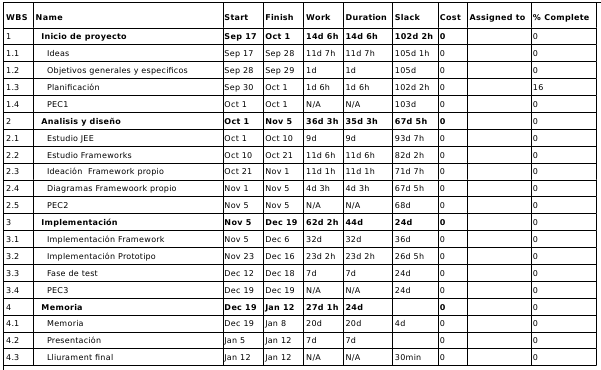 WBS Name Start Finish Work Duration Slack Cost Assigned to % Complete
1 Inicio de proyecto Sep 17 Oct 1 14d 6h 14d 6h 102d 2h 0 0
1.1 Ideas Sep 17 Sep 28 11d 7h 11d 7h 105d 1h 0 0
1.2 Objetivos generales y especificos Sep 28 Sep 29 1d 1d 105d 0 0
1.3 Planificación Sep 30 Oct 1 1d 6h 1d 6h 102d 2h 0 16
1.4 PEC1 Oct 1 Oct 1 N/A N/A 103d 0 0
2 Analisis y diseño Oct 1 Nov 5 36d 3h 35d 3h 67d 5h 0 0
2.1 Estudio JEE Oct 1 Oct 10 9d 9d 93d 7h 0 0
2.2 Estudio Frameworks Oct 10 Oct 21 11d 6h 11d 6h 82d 2h 0 0
2.3 Ideación Framework propio Oct 21 Nov 1 11d 1h 11d 1h 71d 7h 0 0
2.4 Diagramas Framewoork propio Nov 1 Nov 5 4d 3h 4d 3h 67d 5h 0 0
2.5 PEC2 Nov 5 Nov 5 N/A N/A 68d 0 0
3 Implementación Nov 5 Dec 19 62d 2h 44d 24d 0 0
3.1 Implementación Framework Nov 5 Dec 6 32d 32d 36d 0 0
3.2 Implementación Prototipo Nov 23 Dec 16 23d 2h 23d 2h 26d 5h 0 0
3.3 Fase de test Dec 12 Dec 18 7d 7d 24d 0 0
3.4 PEC3 Dec 19 Dec 19 N/A N/A 24d 0 0
4 Memoria Dec 19 Jan 12 27d 1h 24d 0 0
4.1 Memoria Dec 19 Jan 8 20d 20d 4d 0 0
4.2 Presentación Jan 5 Jan 12 7d 7d 0 0
4.3 Lliurament final Jan 12 Jan 12 N/A N/A 30min 0 0